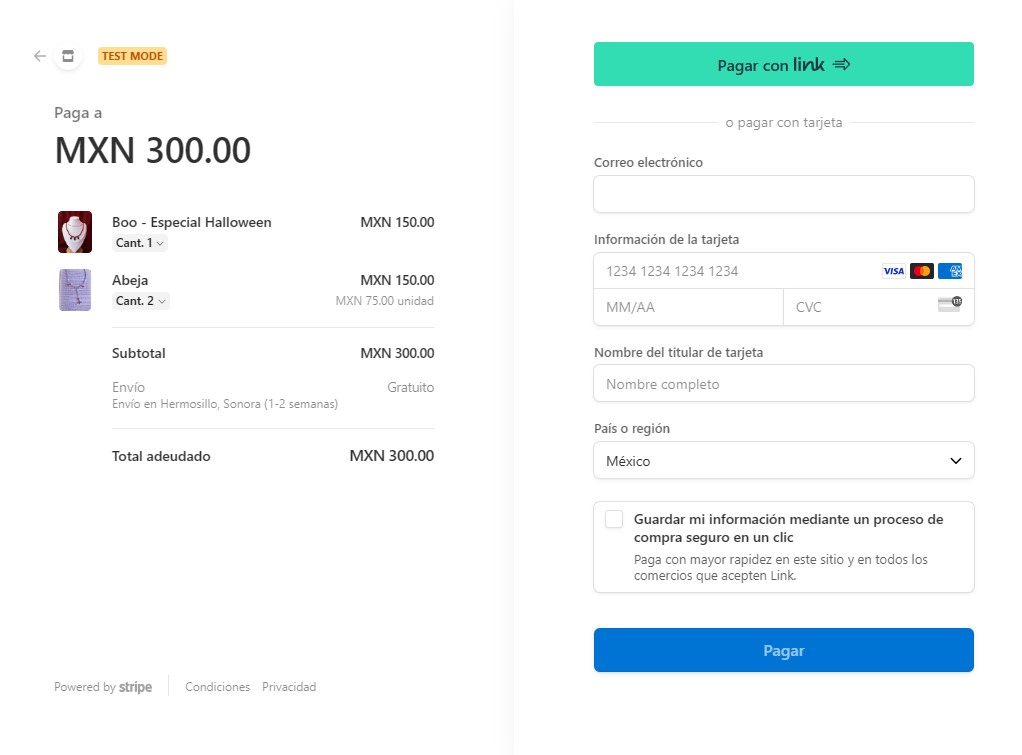 TEST MODE
Paga a
MXN 300.00
Boo - Especial Halloween MXN 150.00
Cant. 1
Abeja MXN 150.00
Cant. 2 MXN 75.00 unidad
Subtotal MXN 300.00
Envío Gratuito
Envío en Hermosillo, Sonora (1-2 semanas)
Total adeudado MXN 300.00
Powered by stripe Condiciones Privacidad
Pagar con link
o pagar con tarjeta
Correo electrónico
Información de la tarjeta
1234 1234 1234 1234 VISA AMEX
MM/AA CVC 135
Nombre del titular de tarjeta
Nombre completo
País o región
México
Guardar mi información mediante un proceso de
compra seguro en un clic
Paga con mayor rapidez en este sitio y en todos los
comercios que acepten Link.
Pagar